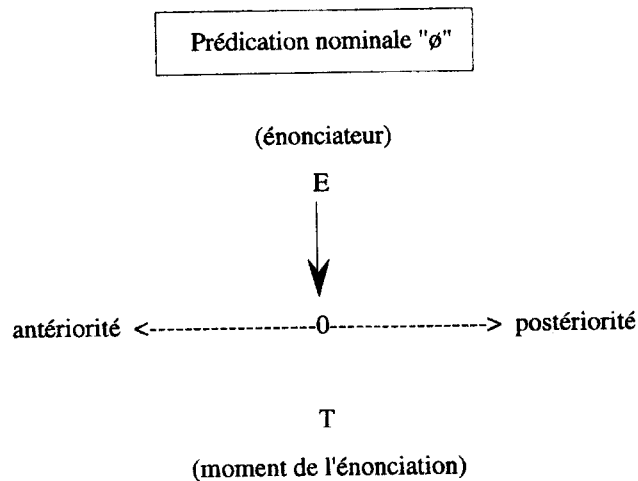 Prédication nominale "ø"
(énonciateur)
E
antériorité <-----------------0----------------> postériorité
T
(moment de l'énonciation)